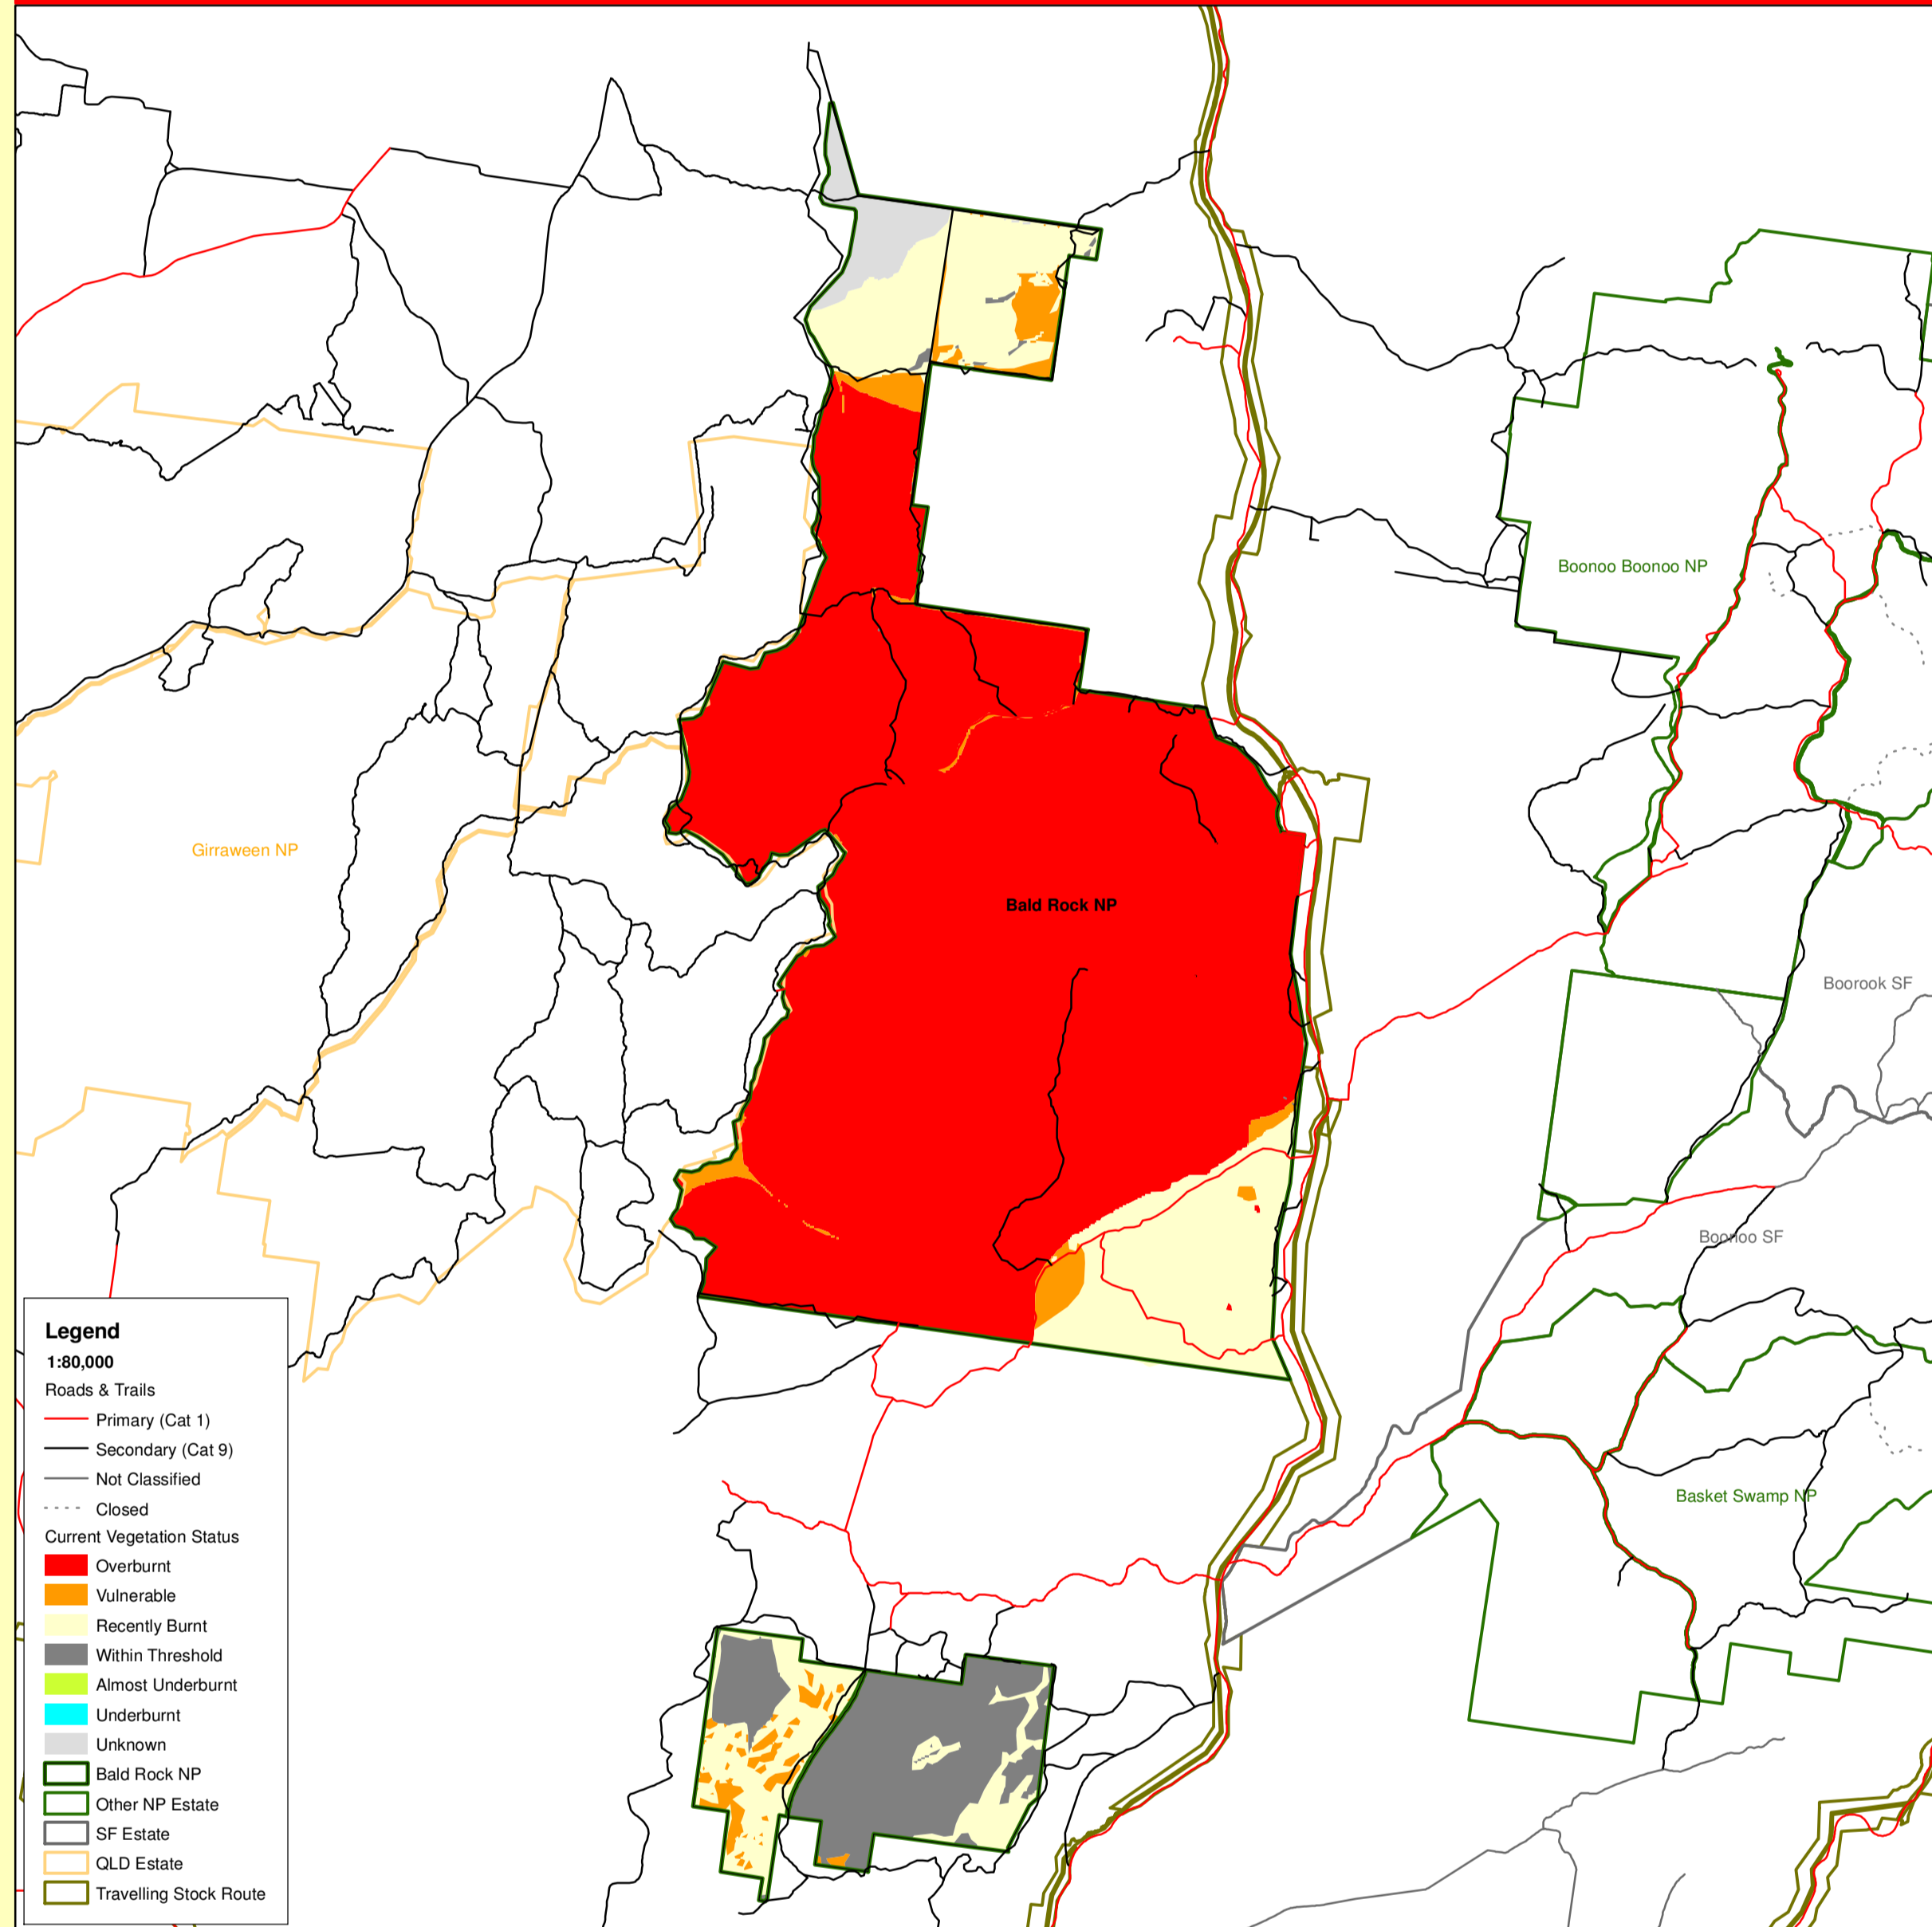 Boonoo Boonoo NP
Girraween NP
Bald Rock NP
Boorook SF
Boonoo SF
Basket Swamp NP
Legend
1:80,000
Roads & Trails
Primary (Cat 1)
Secondary (Cat 9)
Not Classified
Closed
Current Vegetation Status
Overburnt
Vulnerable
Recently Burnt
Within Threshold
Almost Underburnt
Underburnt
Unknown
Bald Rock NP
Other NP Estate
SF Estate
QLD Estate
Travelling Stock Route